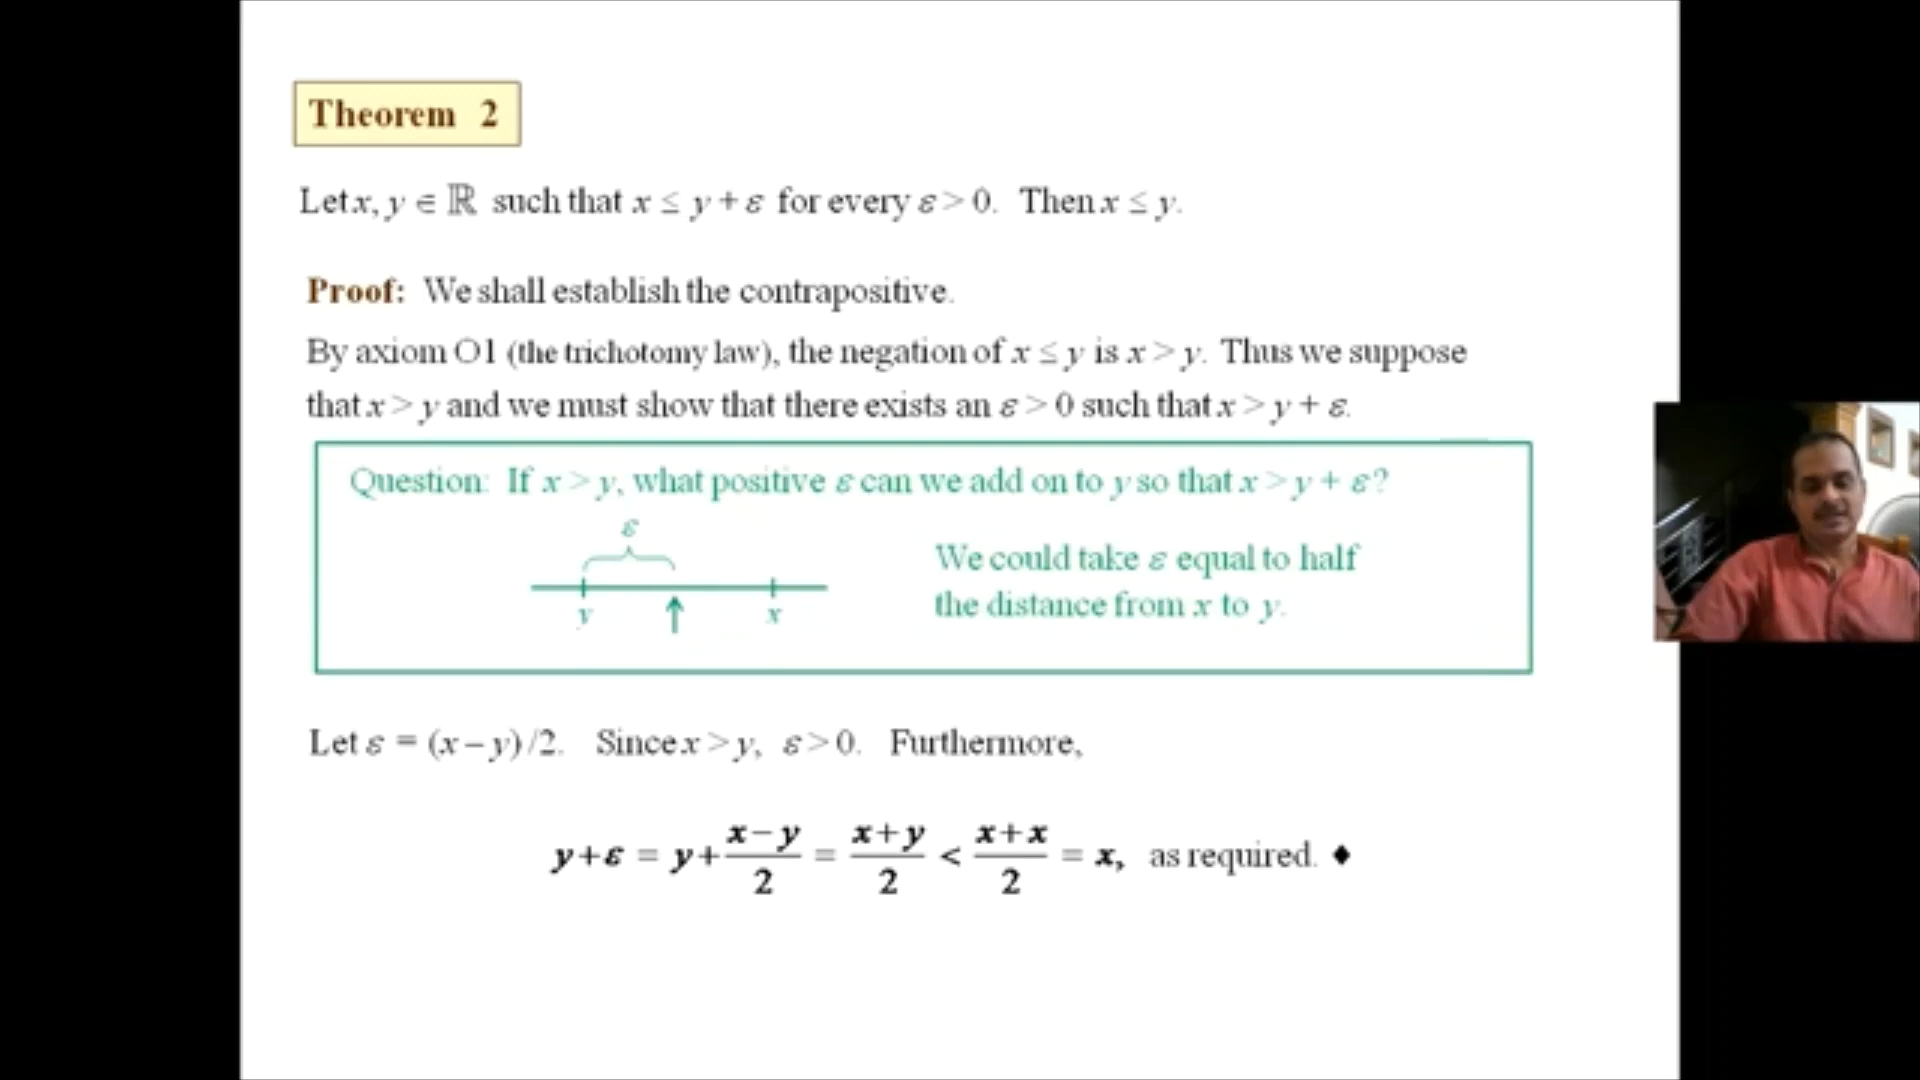 Theorem 2
Let x, y ∈ ℝ such that x ≤ y + ε for every ε > 0. Then x ≤ y.
Proof: We shall establish the contrapositive.
By axiom O1 (the trichotomy law), the negation of x ≤ y is x > y. Thus we suppose
that x > y and we must show that there exists an ε > 0 such that x > y + ε.
Question: If x > y, what positive ε can we add on to y so that x > y + ε?
ε
y x
We could take ε equal to half
the distance from x to y.
Let ε = (x – y) /2. Since x > y, ε > 0. Furthermore,
y+ε = y+ (x−y)/2 = (x+y)/2 < (x+x)/2 = x, as required. ♦